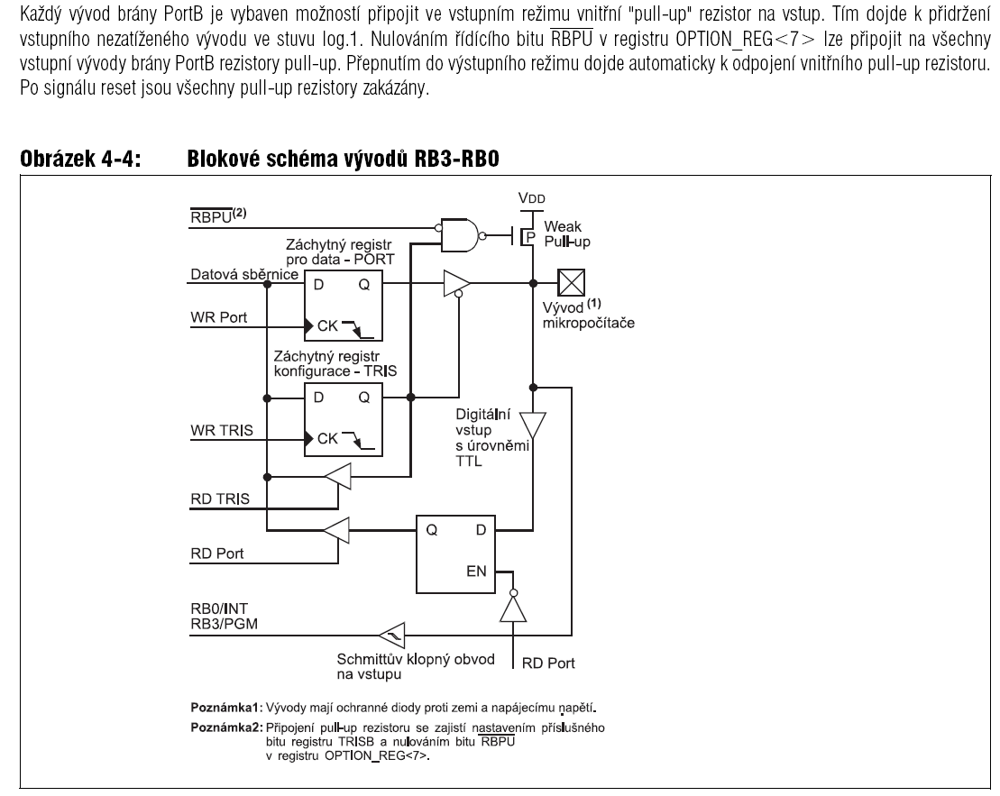 Každý vývod brány PortB je vybaven možností připojit ve vstupním režimu vnitřní "pull-up" rezistor na vstup. Tím dojde k přidržení
vstupního nezatíženého vývodu ve stuvu log.1. Nulováním řídícího bitu RBPU v registru OPTION_REG<7> lze připojit na všechny
vstupní vývody brány PortB rezistory pull-up. Přepnutím do výstupního režimu dojde automaticky k odpojení vnitřního pull-up rezistoru.
Po signálu reset jsou všechny pull-up rezistory zakázány.
Obrázek 4-4: Blokové schéma vývodů RB3-RB0
VDD
RBPU(2)
Weak
Pull-up
P
Záchytný registr
pro data - PORT
Datová sběrnice
D Q
WR Port
CK
Vývod (1)
mikropočítače
Záchytný registr
konfigurace - TRIS
D Q
WR TRIS
CK
Digitální
vstup
s úrovněmi
TTL
RD TRIS
Q D
RD Port
EN
RB0/INT
RB3/PGM
Schmittův klopný obvod
na vstupu
RD Port
Poznámka1: Vývody mají ochranné diody proti zemi a napájecímu napětí.
Poznámka2: Připojení pull-up rezistoru se zajistí nastavením příslušného
bitu registru TRISB a nulováním bitu RBPU
v registru OPTION_REG<7>.